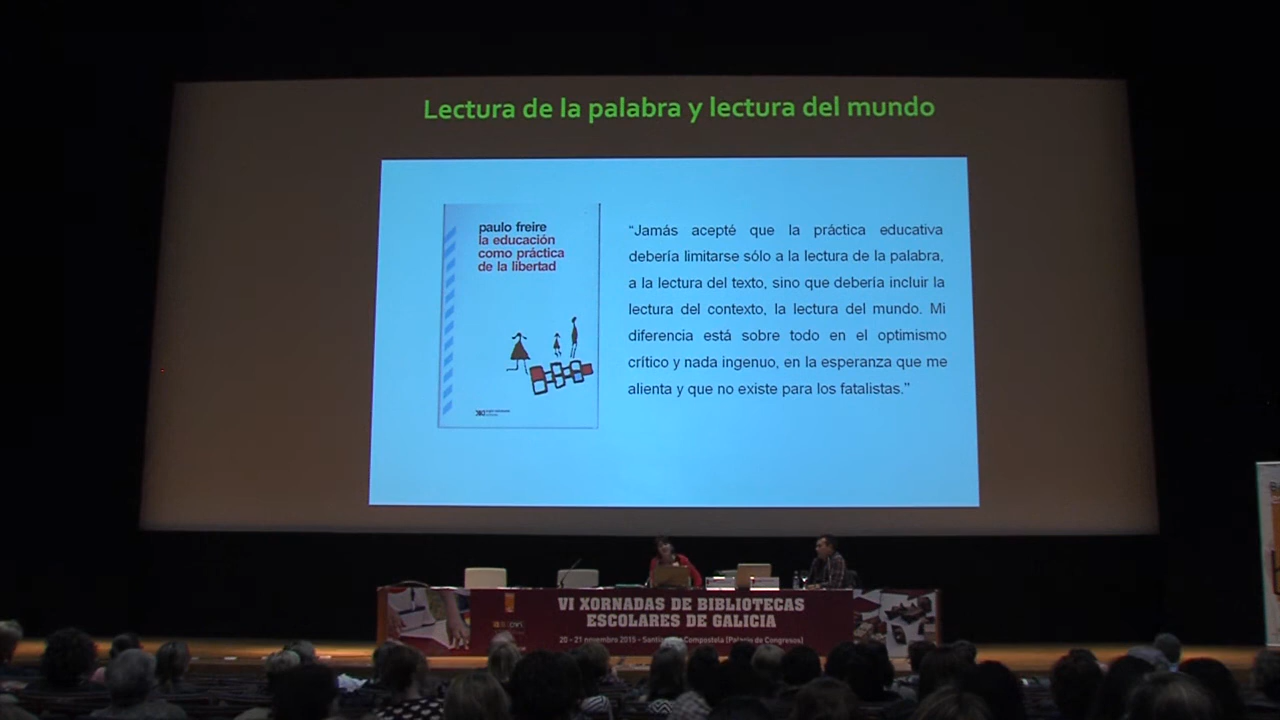 Lectura de la palabra y lectura del mundo
paulo freire
la educación
como práctica
de la libertad
“Jamás acepté que la práctica educativa
debería limitarse sólo a la lectura de la palabra,
a la lectura del texto, sino que debería incluir la
lectura del contexto, la lectura del mundo. Mi
diferencia está sobre todo en el optimismo
crítico y nada ingenuo, en la esperanza que me
alienta y que no existe para los fatalistas.”
VI XORNADAS DE BIBLIOTECAS
ESCOLARES DE GALICIA
20 - 21 novembro 2015 - Santiago Compostela (Palacio de Congresos)